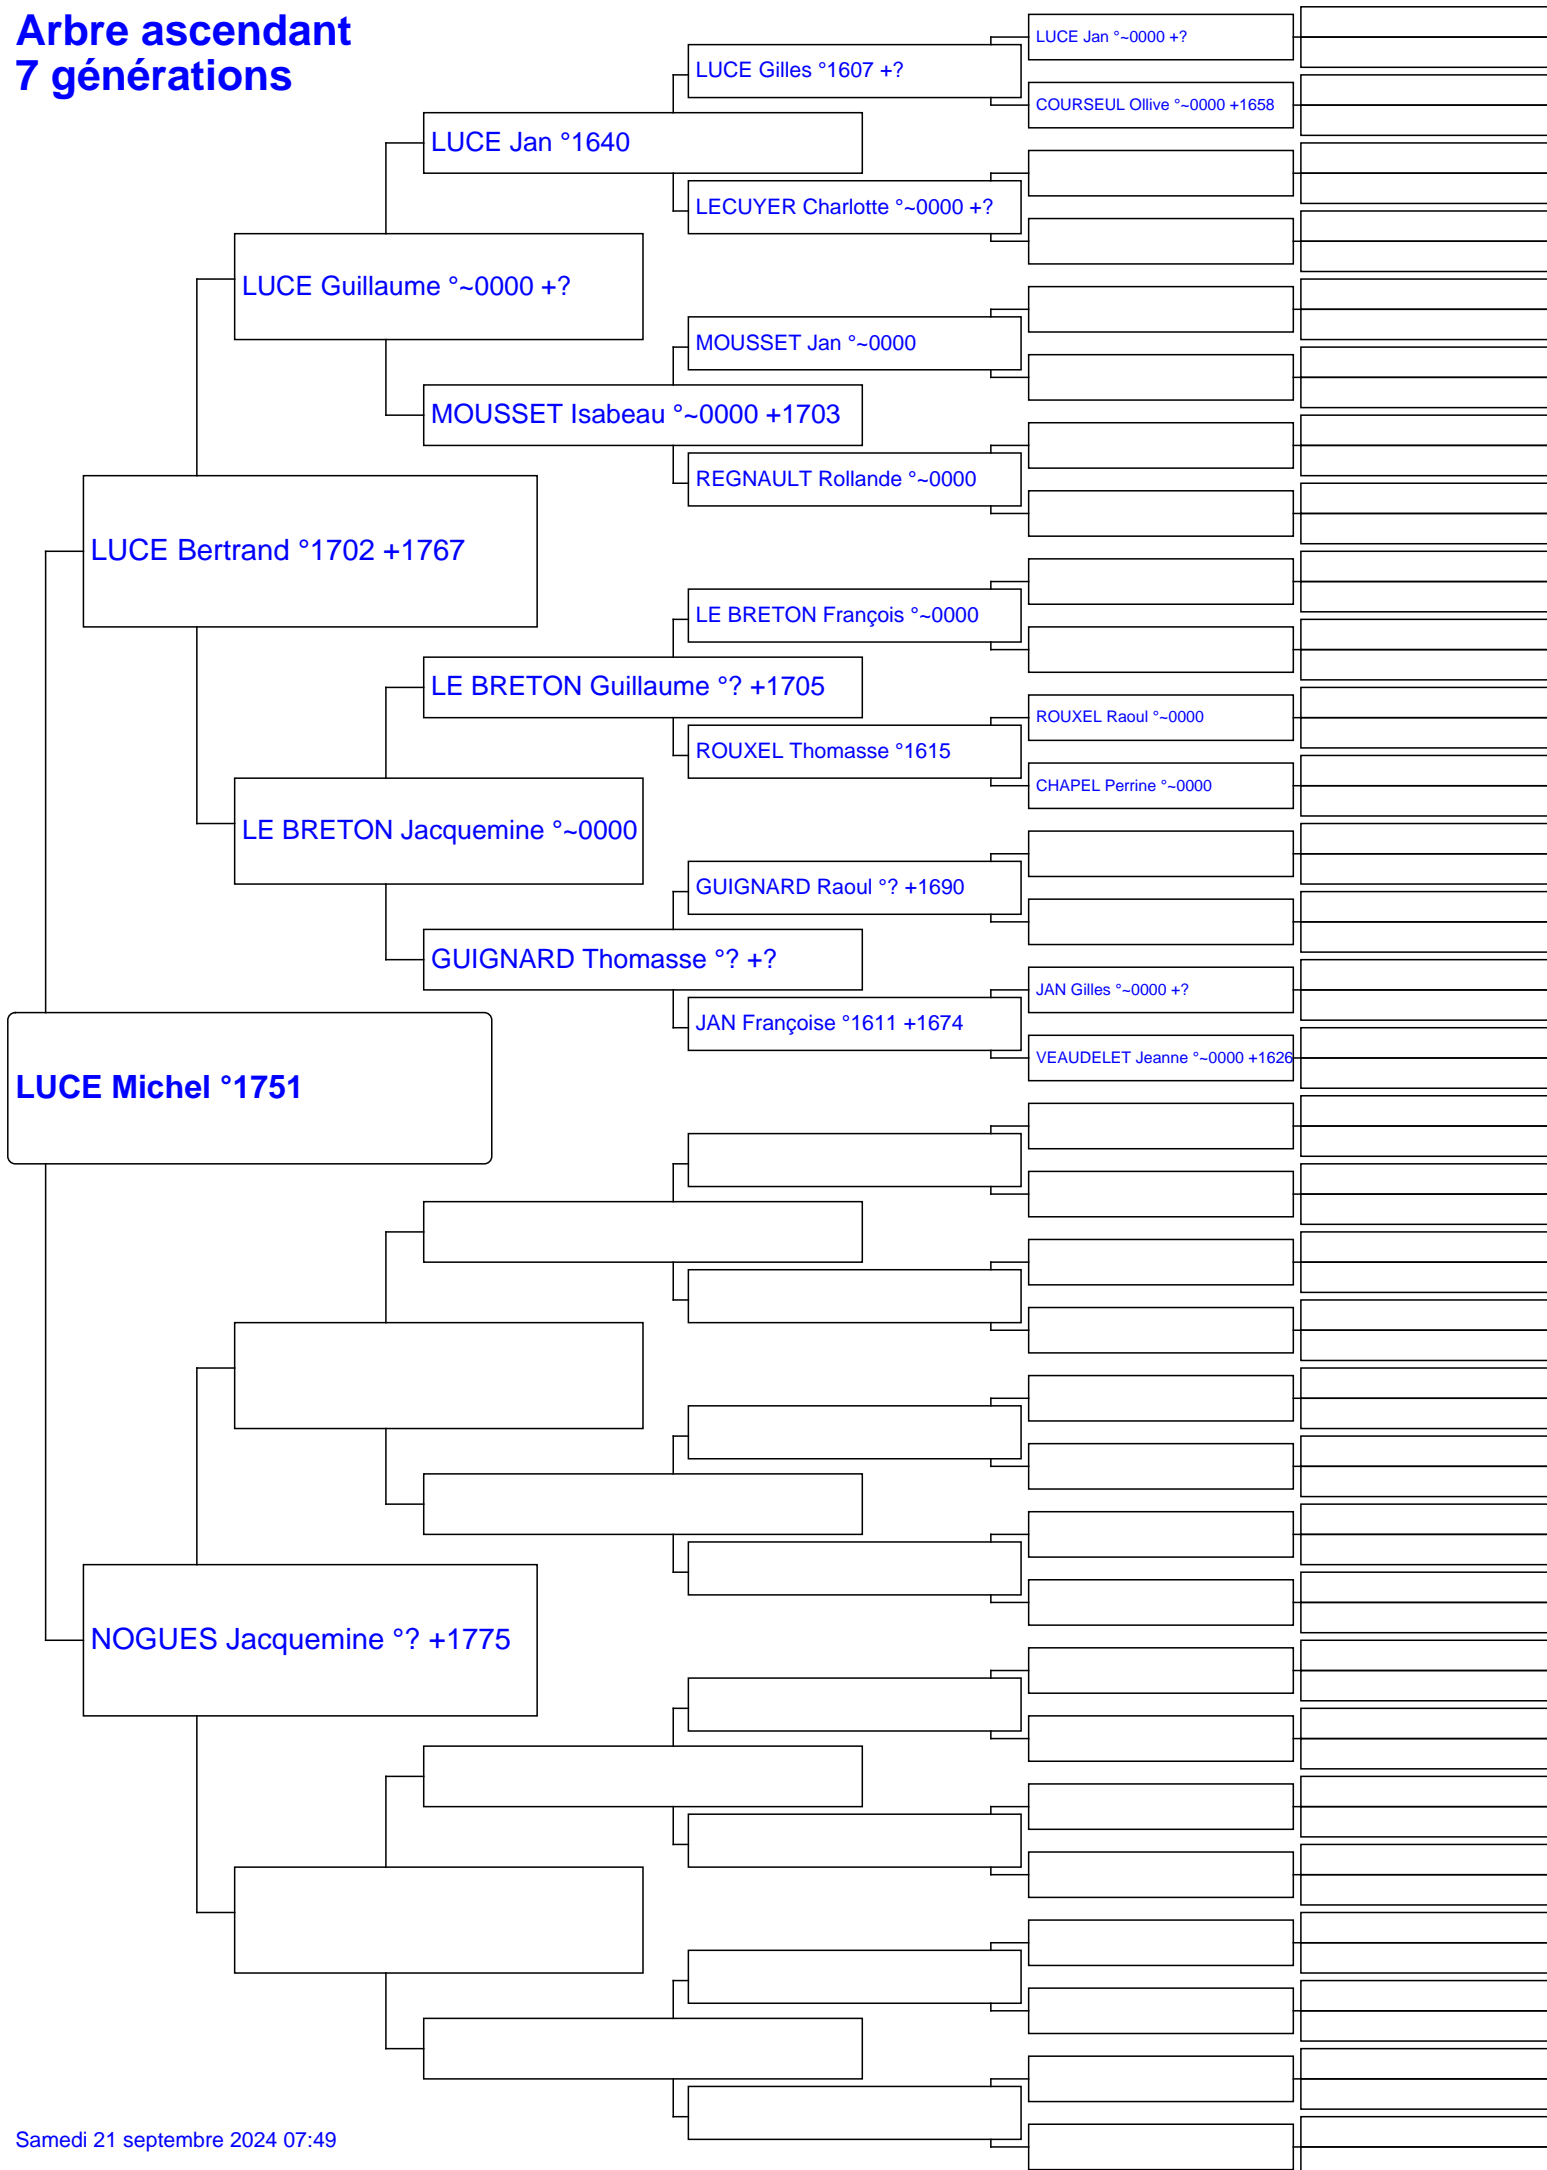 Arbre ascendant
7 générations
LUCE Jan °~0000 +?
LUCE Gilles °1607 +?
COURSEUL Ollive °~0000 +1658
LUCE Jan °1640
LECUYER Charlotte °~0000 +?
LUCE Guillaume °~0000 +?
MOUSSET Jan °~0000
MOUSSET Isabeau °~0000 +1703
REGNAULT Rollande °~0000
LUCE Bertrand °1702 +1767
LE BRETON François °~0000
LE BRETON Guillaume °? +1705
ROUXEL Raoul °~0000
ROUXEL Thomasse °1615
CHAPEL Perrine °~0000
LE BRETON Jacquemine °~0000
GUIGNARD Raoul °? +1690
GUIGNARD Thomasse °? +?
JAN Gilles °~0000 +?
JAN Françoise °1611 +1674
VEAUDELET Jeanne °~0000 +1626
LUCE Michel °1751
NOGUES Jacquemine °? +1775
Samedi 21 septembre 2024 07:49